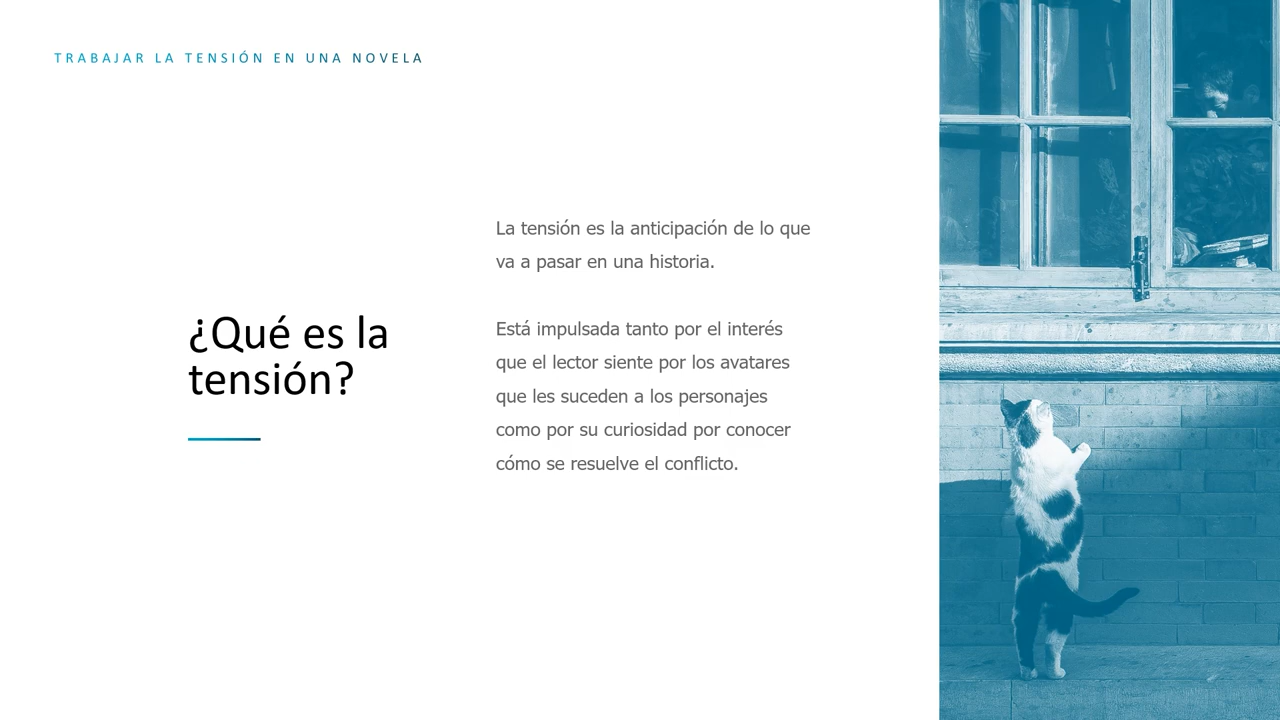 TRABAJAR LA TENSIÓN EN UNA NOVELA
¿Qué es la
tensión?
La tensión es la anticipación de lo que
va a pasar en una historia.
Está impulsada tanto por el interés
que el lector siente por los avatares
que les suceden a los personajes
como por su curiosidad por conocer
cómo se resuelve el conflicto.